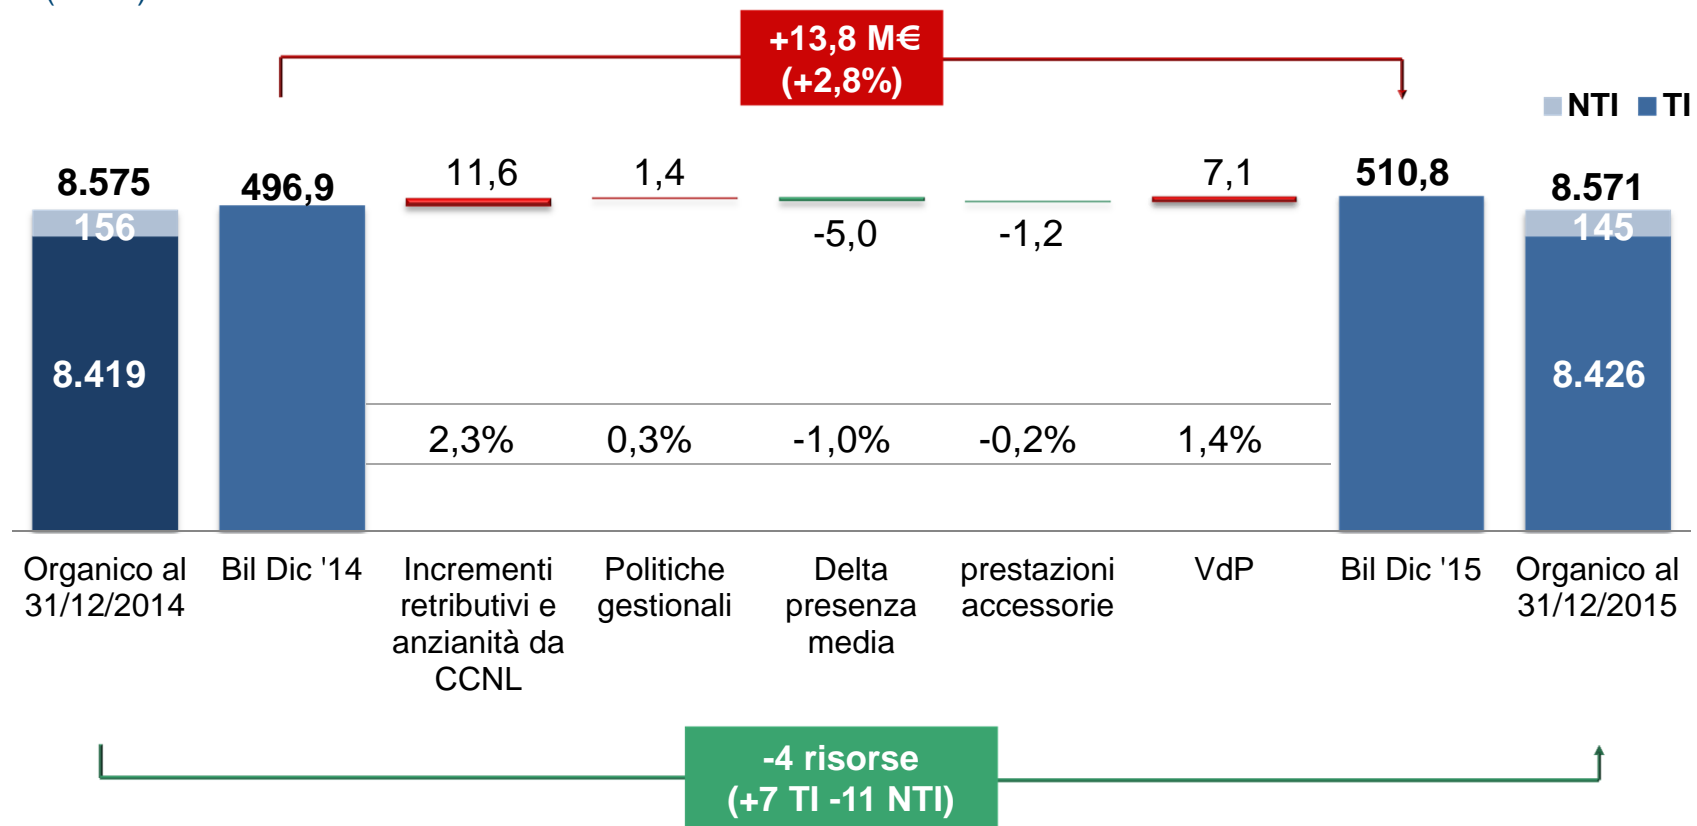 +13,8 M€
(+2,8%)
NTI TI
8.575
496,9
11,6
1,4
-5,0
-1,2
7,1
510,8
8.571
156
145
8.419
8.426
2,3%
0,3%
-1,0%
-0,2%
1,4%
Organico al
31/12/2014
Bil Dic '14
Incrementi
retributivi e
anzianità da
CCNL
Politiche
gestionali
Delta
presenza
media
prestazioni
accessorie
VdP
Bil Dic '15
Organico al
31/12/2015
-4 risorse
(+7 TI -11 NTI)